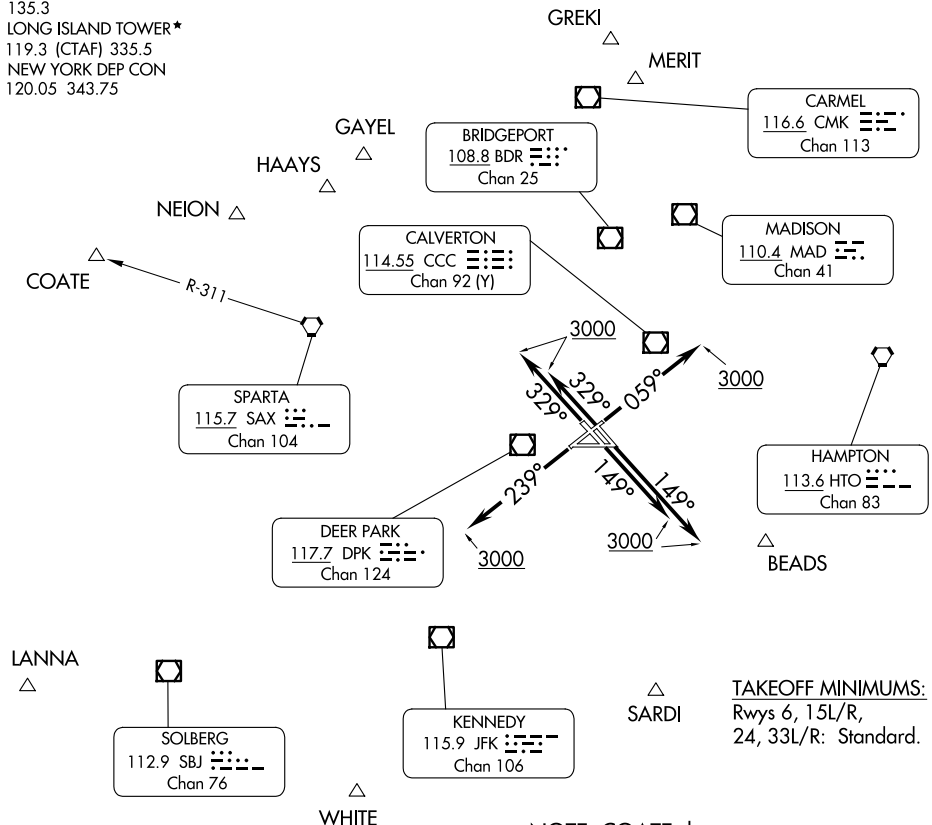 135.3
LONG ISLAND TOWER★
119.3 (CTAF) 335.5
NEW YORK DEP CON
120.05 343.75
GREKI
MERIT
CARMEL
116.6 CMK
Chan 113
GAYEL
BRIDGEPORT
108.8 BDR
Chan 25
HAAYS
NEION
COATE
R-311
CALVERTON
114.55 CCC
Chan 92 (Y)
MADISON
110.4 MAD
Chan 41
3000
329°
329°
059°
3000
SPARTA
115.7 SAX
Chan 104
HAMPTON
113.6 HTO
Chan 83
239°
149°
149°
DEER PARK
117.7 DPK
Chan 124
3000
3000
BEADS
LANNA
SOLBERG
112.9 SBJ
Chan 76
KENNEDY
115.9 JFK
Chan 106
SARDI
TAKEOFF MINIMUMS:
Rwys 6, 15L/R,
24, 33L/R: Standard.
WHITE